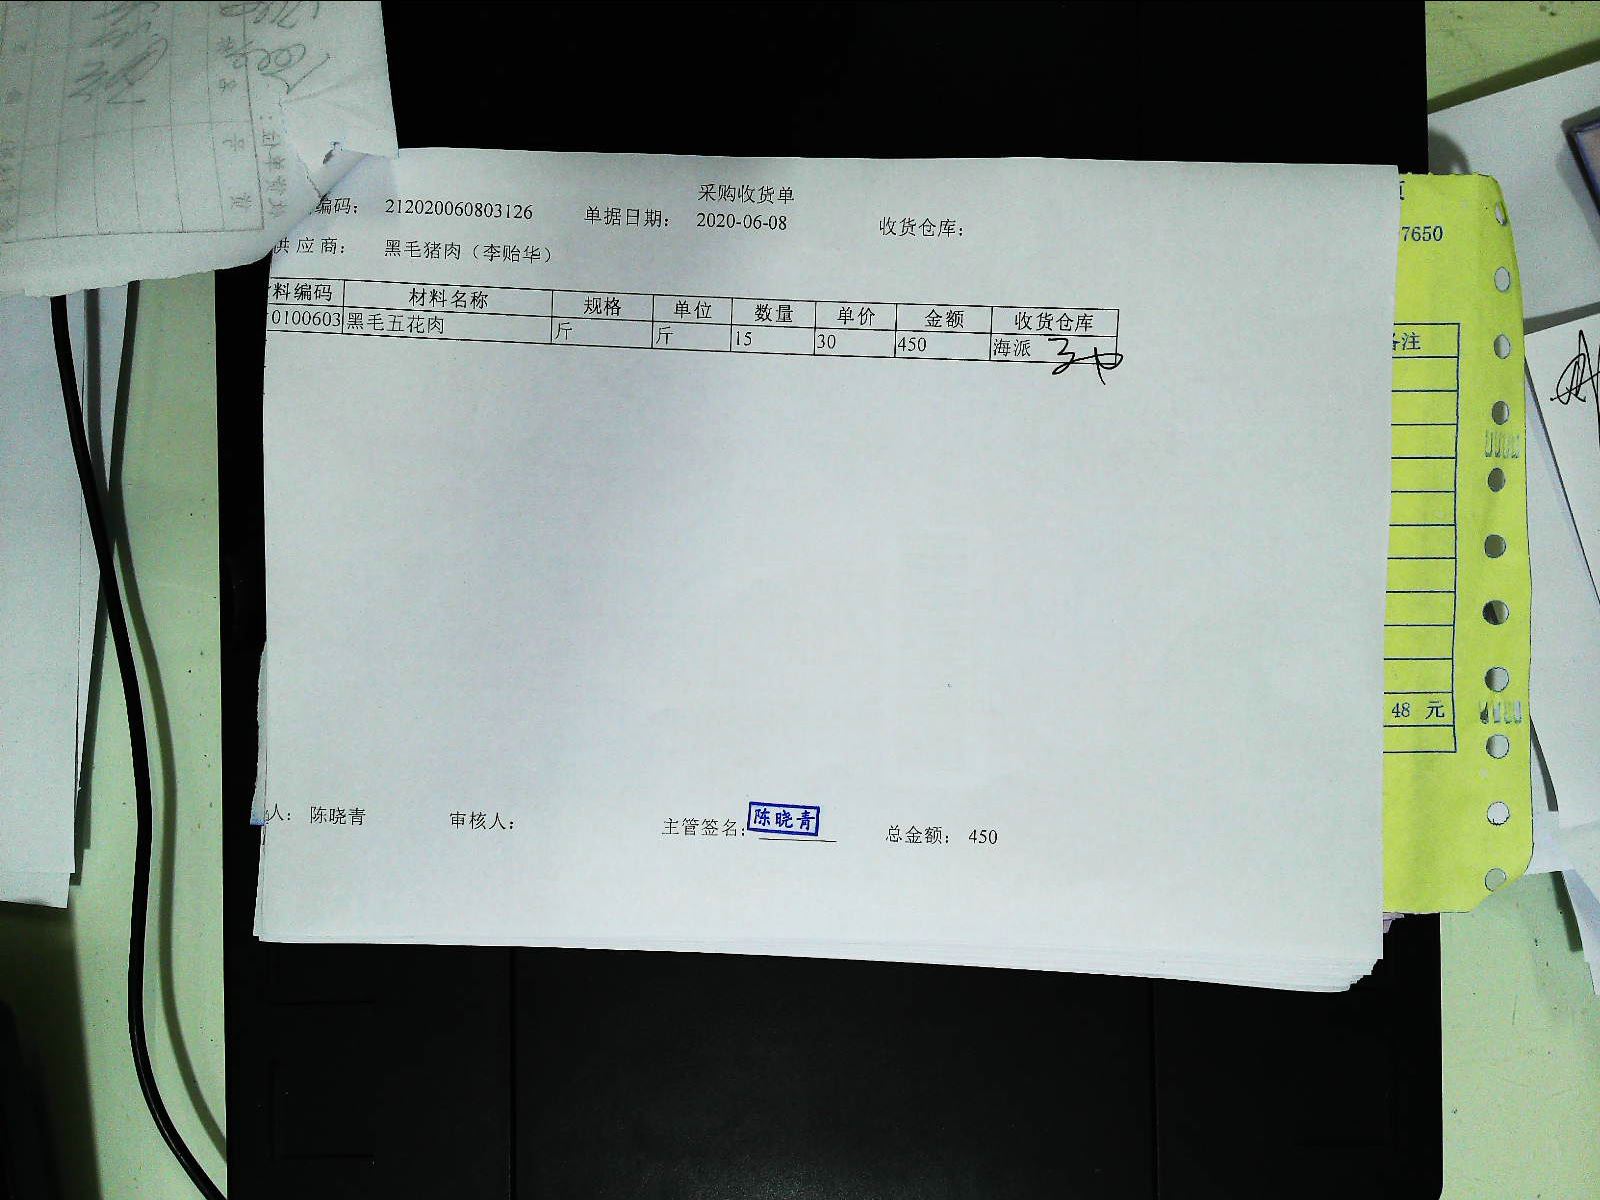 采购收货单
编码： 212020060803126 单据日期： 2020-06-08 收货仓库：
供应商： 黑毛猪肉（李贻华）
料编码 材料名称 规格 单位 数量 单价 金额 收货仓库
0100603 黑毛五花肉 斤 斤 15 30 450 海派
人： 陈晓青 审核人： 主管签名： 陈晓青 总金额： 450
7650
备注
48 元